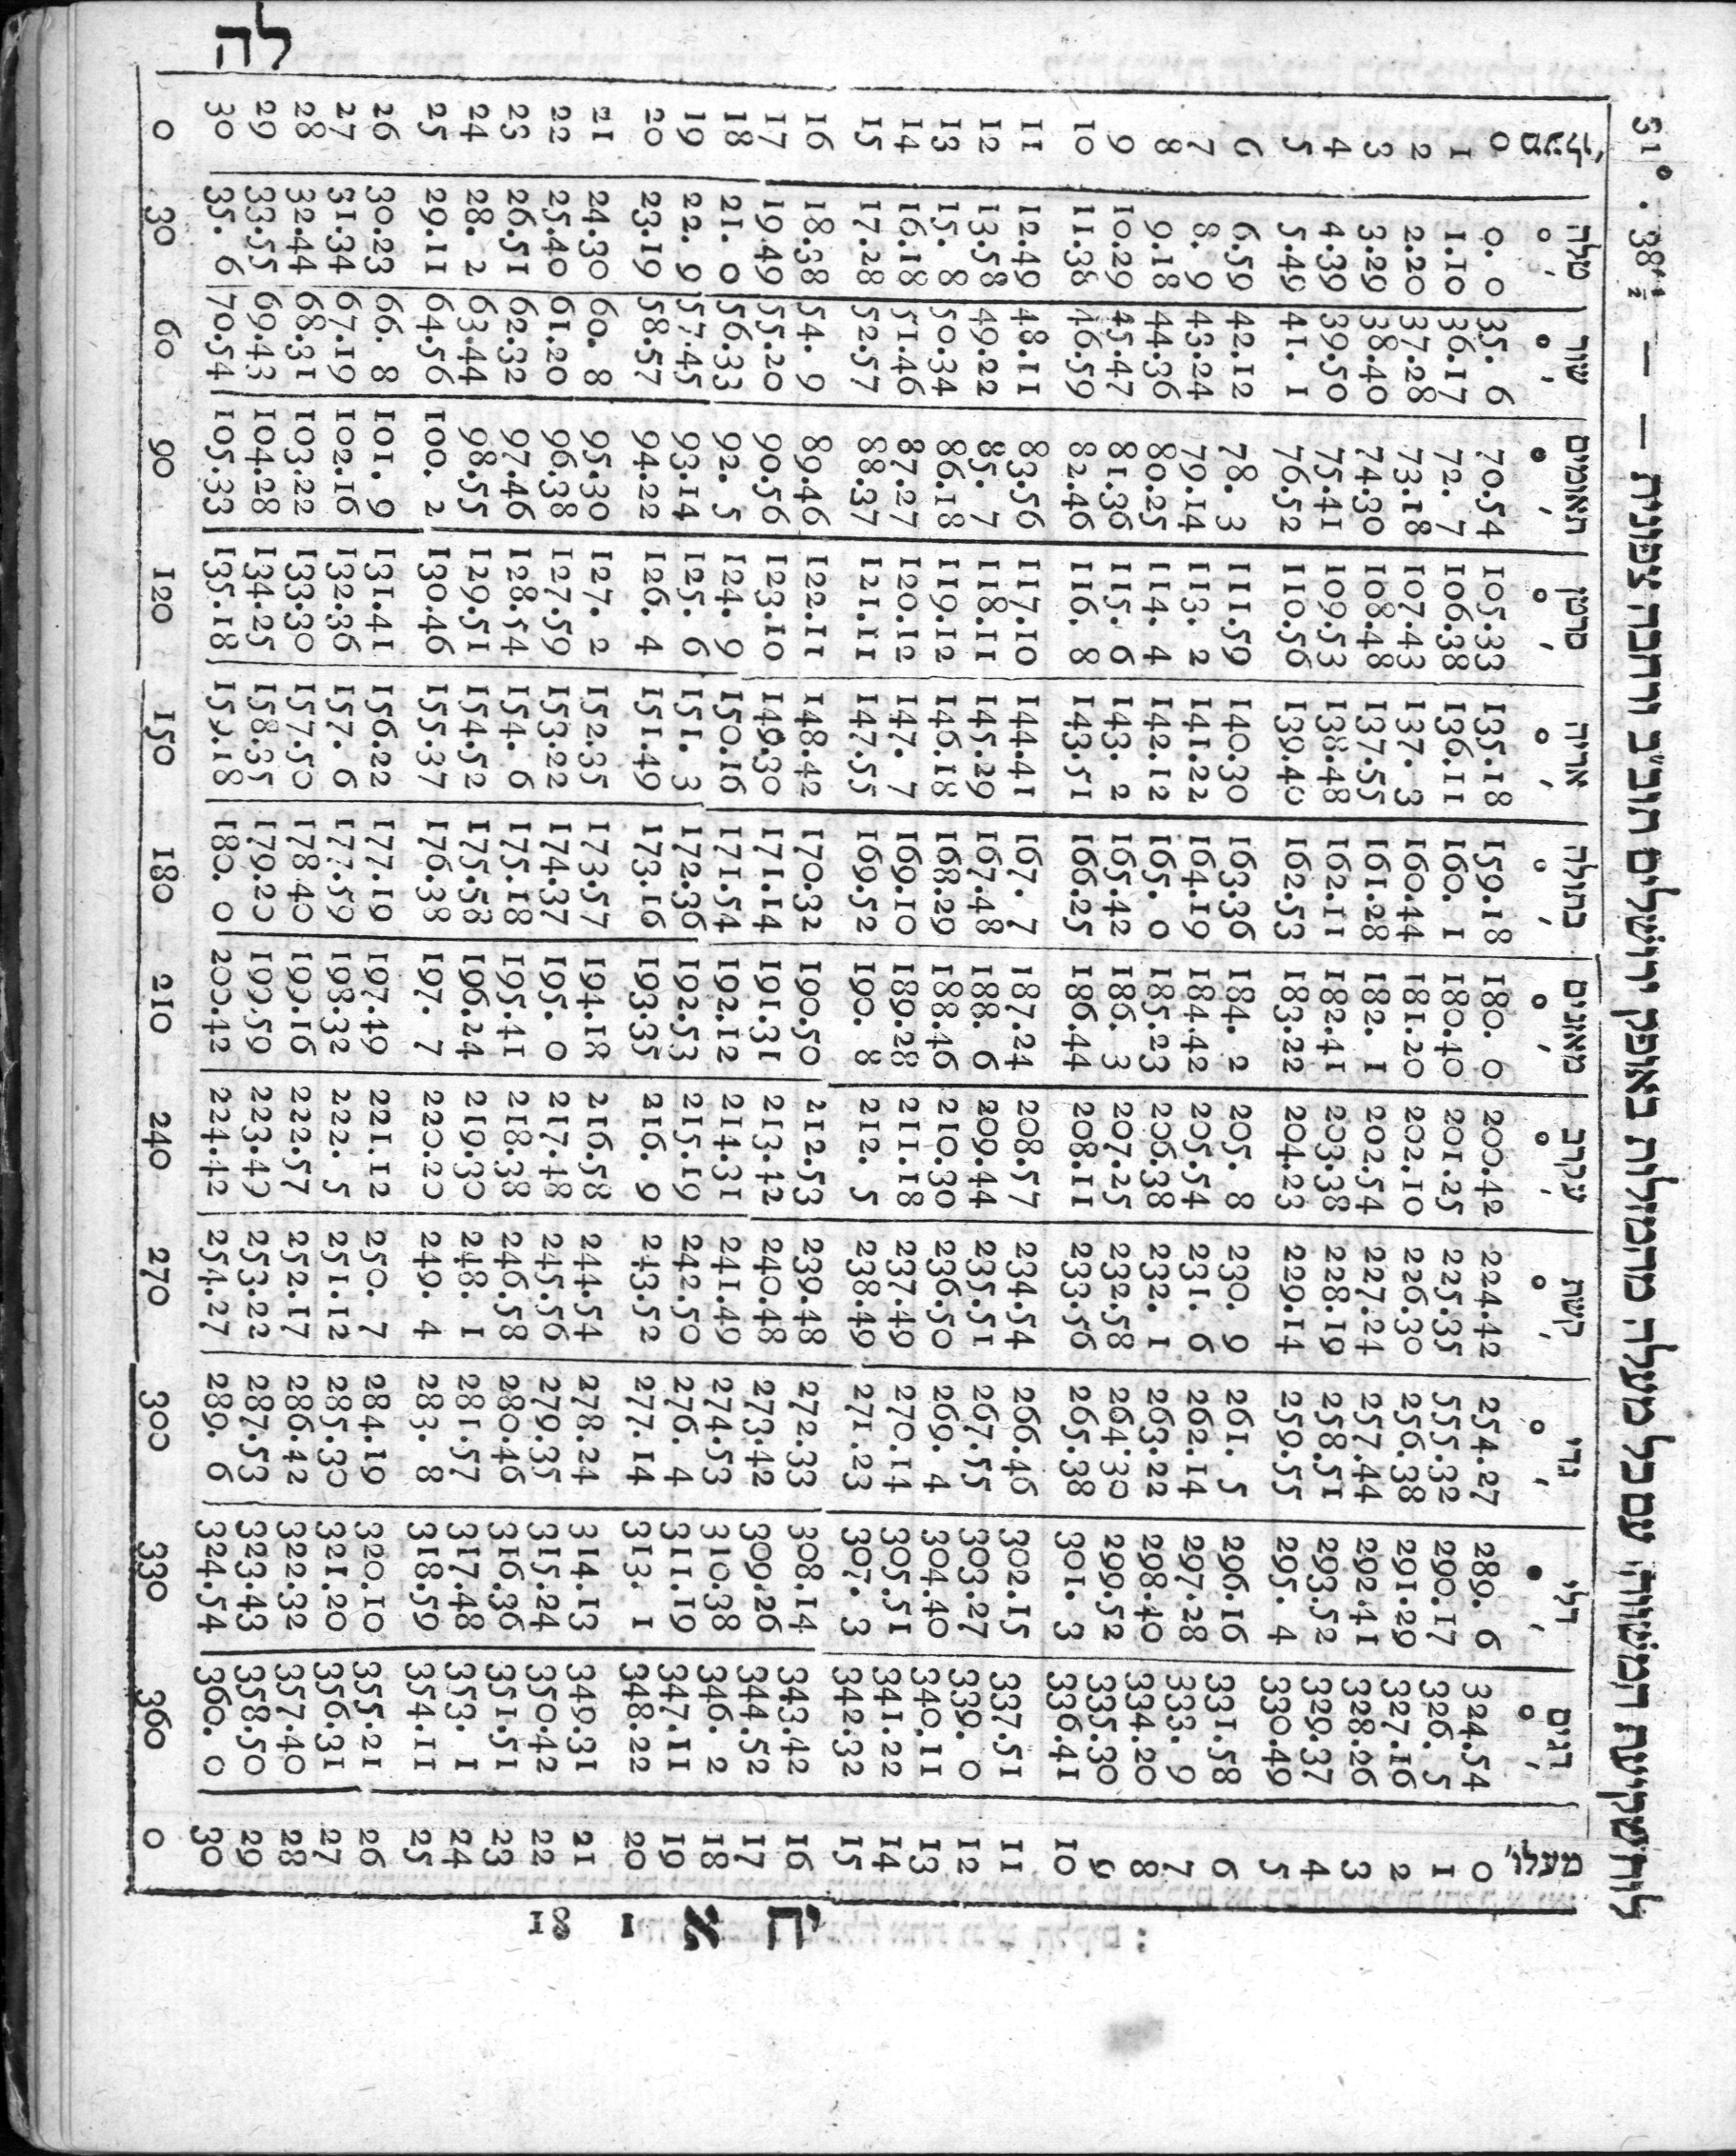 לה
לוח שקיעת המשווה עם כל מעלה מהמזלות באופק ירושלים תוב"ב ורחבה צפונית — — 38'½ . 51°
מעלו' טלה שור תאומים סרטן אריה בתולה מאזנים עקרב קשת גדי דלי דגים מעלו'
0 0. 0 35. 6 70.54 105.33 135.18 159.18 180. 0 200.42 224.42 254.27 289. 6 324.54 0
1 1.10 36.17 72. 7 106.38 136.11 160. 1 180.40 201.25 225.35 555.32 290.17 326. 5 1
2 2.20 37.28 73.18 107.43 137. 3 160.44 181.20 202.10 226.30 256.38 291.29 327.16 2
3 3.29 38.40 74.30 108.48 137.55 161.28 182. 1 202.54 227.24 257.44 292.41 328.26 3
4 4.39 39.50 75.41 109.53 138.48 162.11 182.41 203.38 228.19 258.51 293.52 329.37 4
5 5.49 41. 1 76.52 110.56 139.40 162.53 183.22 204.23 229.14 259.55 295. 4 330.49 5
6 6.59 42.12 78. 3 111.59 140.30 163.36 184. 2 205. 8 230. 9 261. 5 296.16 331.58 6
7 8. 9 43.24 79.14 113. 2 141.22 164.19 184.42 205.54 231. 6 262.14 297.28 333. 9 7
8 9.18 44.36 80.25 114. 4 142.12 165. 0 185.23 206.38 232. 1 263.22 298.40 334.20 8
9 10.29 45.47 81.36 115. 6 143. 2 165.42 186. 3 207.25 232.58 264.30 299.52 335.30 9
10 11.38 46.59 82.46 116. 8 143.51 166.25 186.44 208.11 233.56 265.38 301. 3 336.41 10
11 12.49 48.11 83.56 117.10 144.41 167. 7 187.24 208.57 234.54 266.46 302.15 337.51 11
12 13.58 49.22 85. 7 118.11 145.29 167.48 188. 6 209.44 235.51 267.55 303.27 339. 0 12
13 15. 8 50.34 86.18 119.12 146.18 168.29 188.46 210.30 236.50 269. 4 304.40 340.11 13
14 16.18 51.46 87.27 120.12 147. 7 169.10 189.28 211.18 237.49 270.14 305.51 341.22 14
15 17.28 52.57 88.37 121.11 147.55 169.52 190. 8 212. 5 238.49 271.23 307. 3 342.32 15
16 18.38 54. 9 89.46 122.11 148.42 170.32 190.50 212.53 239.48 272.33 308.14 343.42 16
17 19.49 55.20 90.56 123.10 149.30 171.14 191.31 213.42 240.48 273.42 309.26 344.52 17
18 21. 0 56.33 92. 5 124. 9 150.16 171.54 192.12 214.31 241.49 274.53 310.38 346. 2 18
19 22. 9 57.45 93.14 125. 6 151. 3 172.36 192.53 215.19 242.50 276. 4 311.19 347.11 19
20 23.19 58.57 94.22 126. 4 151.49 173.16 193.35 216. 9 243.52 277.14 313. 1 348.22 20
21 24.30 60. 8 95.30 127. 2 152.35 173.57 194.18 216.58 244.54 278.24 314.13 349.31 21
22 25.40 61.20 96.38 127.59 153.22 174.37 195. 0 217.48 245.56 279.35 315.24 350.42 22
23 26.51 62.32 97.46 128.54 154. 6 175.18 195.41 218.38 246.58 280.46 316.36 351.51 23
24 28. 2 63.44 98.55 129.51 154.52 175.58 196.24 219.30 248. 1 281.57 317.48 353. 1 24
25 29.11 64.56 100. 2 130.46 155.37 176.38 197. 7 220.20 249. 4 283. 8 318.59 354.11 25
26 30.23 66. 8 101. 9 131.41 156.22 177.19 197.49 221.12 250. 7 284.19 320.10 355.21 26
27 31.34 67.19 102.16 132.36 157. 6 177.59 198.32 222. 5 251.12 285.30 321.20 356.31 27
28 32.44 68.31 103.22 133.30 157.50 178.40 199.16 222.57 252.17 286.42 322.32 357.40 28
29 33.55 69.43 104.28 134.25 158.35 179.20 199.59 223.49 253.22 287.53 323.43 358.50 29
30 35. 6 70.54 105.33 135.18 159.18 180. 0 200.42 224.42 254.27 289. 6 324.54 360. 0 30
0 30 60 90 120 150 180 210 240 270 300 330 360 0
יח א 1 18